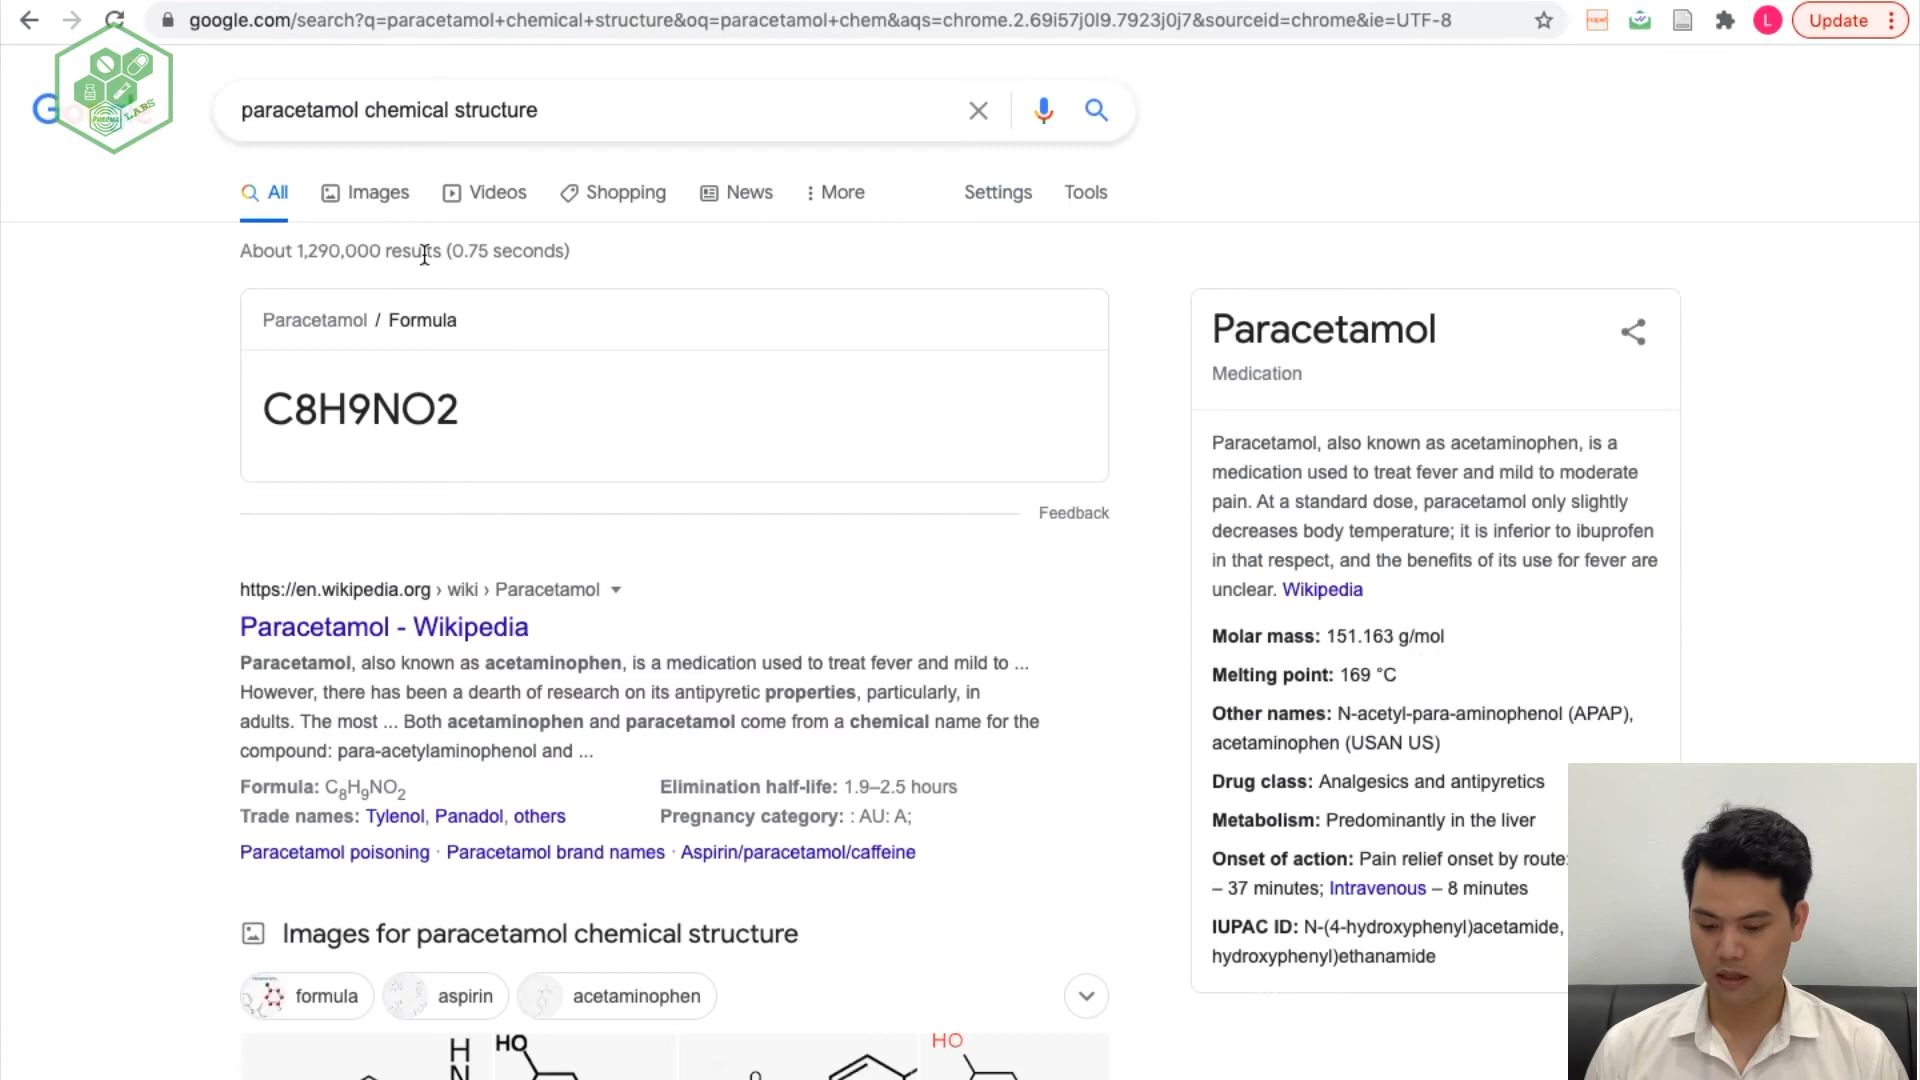 google.com/search?q=paracetamol+chemical+structure&oq=paracetamol+chem&aqs=chrome.2.69i57j0l9.7923j0j7&sourceid=chrome&ie=UTF-8
L
Update
PHARMA LABS
paracetamol chemical structure
All
Images
Videos
Shopping
News
More
Settings
Tools
About 1,290,000 results (0.75 seconds)
Paracetamol / Formula
C8H9NO2
Feedback
https://en.wikipedia.org › wiki › Paracetamol
Paracetamol - Wikipedia
Paracetamol, also known as acetaminophen, is a medication used to treat fever and mild to ...
However, there has been a dearth of research on its antipyretic properties, particularly, in
adults. The most ... Both acetaminophen and paracetamol come from a chemical name for the
compound: para-acetylaminophenol and ...
Formula: C8H9NO2
Elimination half-life: 1.9–2.5 hours
Trade names: Tylenol, Panadol, others
Pregnancy category: : AU: A;
Paracetamol poisoning · Paracetamol brand names · Aspirin/paracetamol/caffeine
Images for paracetamol chemical structure
formula
aspirin
acetaminophen
H
N
HO
O
HO
Paracetamol
Medication
Paracetamol, also known as acetaminophen, is a
medication used to treat fever and mild to moderate
pain. At a standard dose, paracetamol only slightly
decreases body temperature; it is inferior to ibuprofen
in that respect, and the benefits of its use for fever are
unclear. Wikipedia
Molar mass: 151.163 g/mol
Melting point: 169 °C
Other names: N-acetyl-para-aminophenol (APAP),
acetaminophen (USAN US)
Drug class: Analgesics and antipyretics
Metabolism: Predominantly in the liver
Onset of action: Pain relief onset by route:
– 37 minutes; Intravenous – 8 minutes
IUPAC ID: N-(4-hydroxyphenyl)acetamide,
hydroxyphenyl)ethanamide